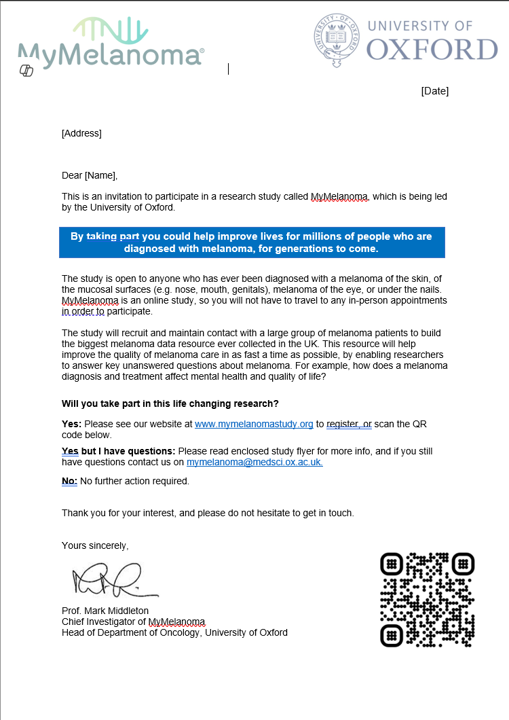 MyMelanoma®
UNIVERSITY OF
OXFORD
[Date]
[Address]
Dear [Name],
This is an invitation to participate in a research study called MyMelanoma, which is being led
by the University of Oxford.
By taking part you could help improve lives for millions of people who are
diagnosed with melanoma, for generations to come.
The study is open to anyone who has ever been diagnosed with a melanoma of the skin, of
the mucosal surfaces (e.g. nose, mouth, genitals), melanoma of the eye, or under the nails.
MyMelanoma is an online study, so you will not have to travel to any in-person appointments
in order to participate.
The study will recruit and maintain contact with a large group of melanoma patients to build
the biggest melanoma data resource ever collected in the UK. This resource will help
improve the quality of melanoma care in as fast a time as possible, by enabling researchers
to answer key unanswered questions about melanoma. For example, how does a melanoma
diagnosis and treatment affect mental health and quality of life?
Will you take part in this life changing research?
Yes: Please see our website at www.mymelanomastudy.org to register, or scan the QR
code below.
Yes but I have questions: Please read enclosed study flyer for more info, and if you still
have questions contact us on mymelanoma@medsci.ox.ac.uk.
No: No further action required.
Thank you for your interest, and please do not hesitate to get in touch.
Yours sincerely,
Prof. Mark Middleton
Chief Investigator of MyMelanoma
Head of Department of Oncology, University of Oxford